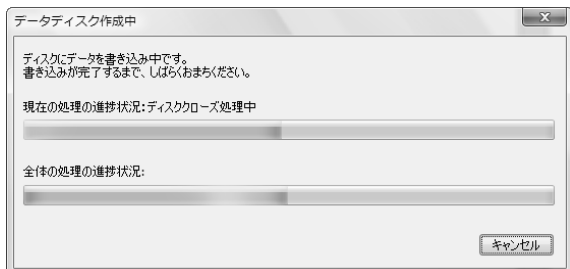 データディスク作成中
ディスクにデータを書き込み中です。
書き込みが完了するまで、しばらくおまちください。
現在の処理の進捗状況:ディスククローズ処理中
全体の処理の進捗状況:
キャンセル